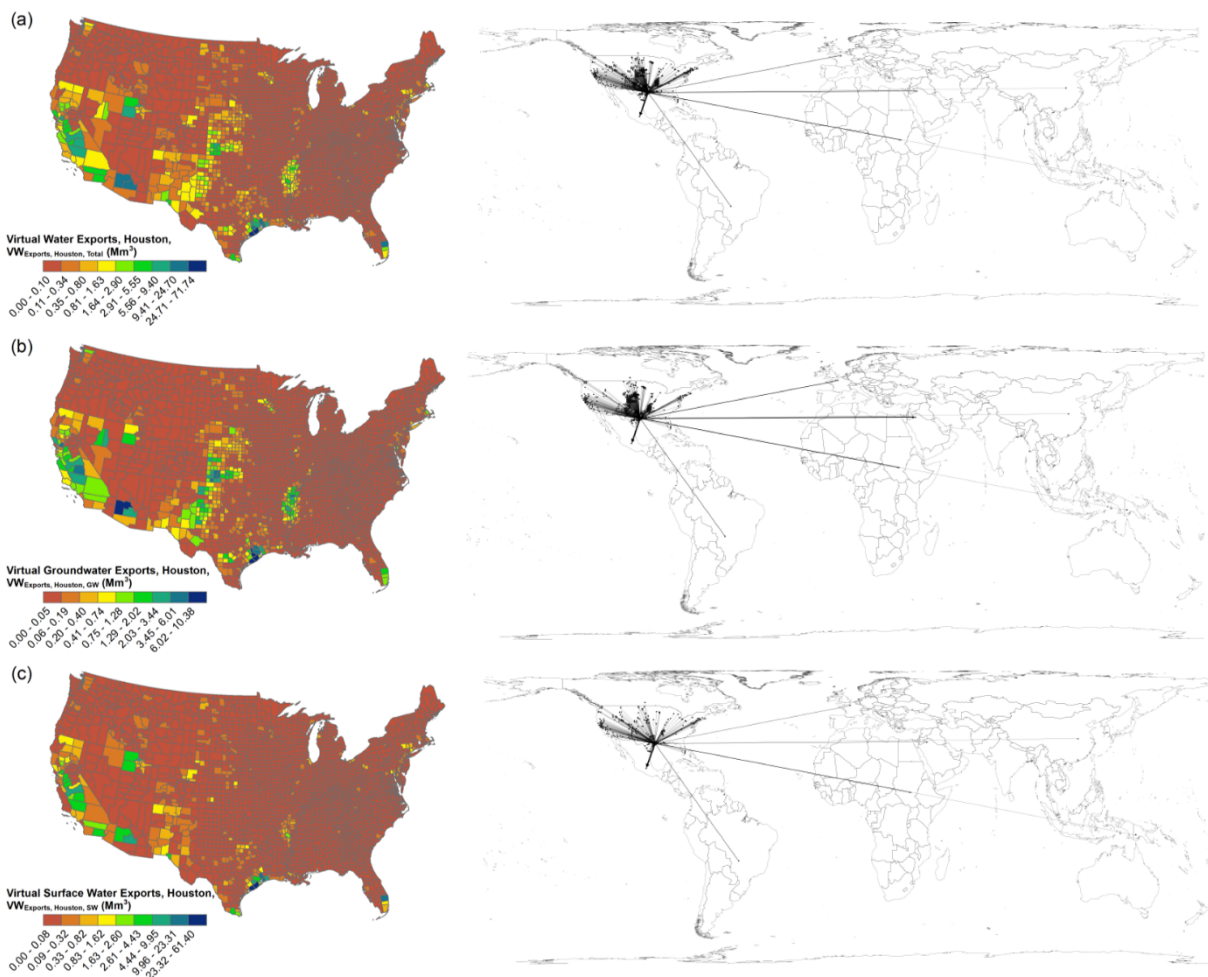 (a)
Virtual Water Exports, Houston,
VWExports, Houston, Total (Mm³)
0.00 - 0.10
0.11 - 0.34
0.35 - 0.80
0.81 - 1.63
1.64 - 2.90
2.91 - 5.55
5.56 - 9.40
9.41 - 24.70
24.71 - 71.74
(b)
Virtual Groundwater Exports, Houston,
VWExports, Houston, GW (Mm³)
0.00 - 0.05
0.06 - 0.19
0.20 - 0.40
0.41 - 0.74
0.75 - 1.28
1.29 - 2.02
2.03 - 3.44
3.45 - 6.01
6.02 - 10.38
(c)
Virtual Surface Water Exports, Houston,
VWExports, Houston, SW (Mm³)
0.00 - 0.08
0.09 - 0.32
0.33 - 0.82
0.83 - 1.62
1.63 - 2.60
2.61 - 4.43
4.44 - 9.95
9.96 - 23.31
23.32 - 61.40